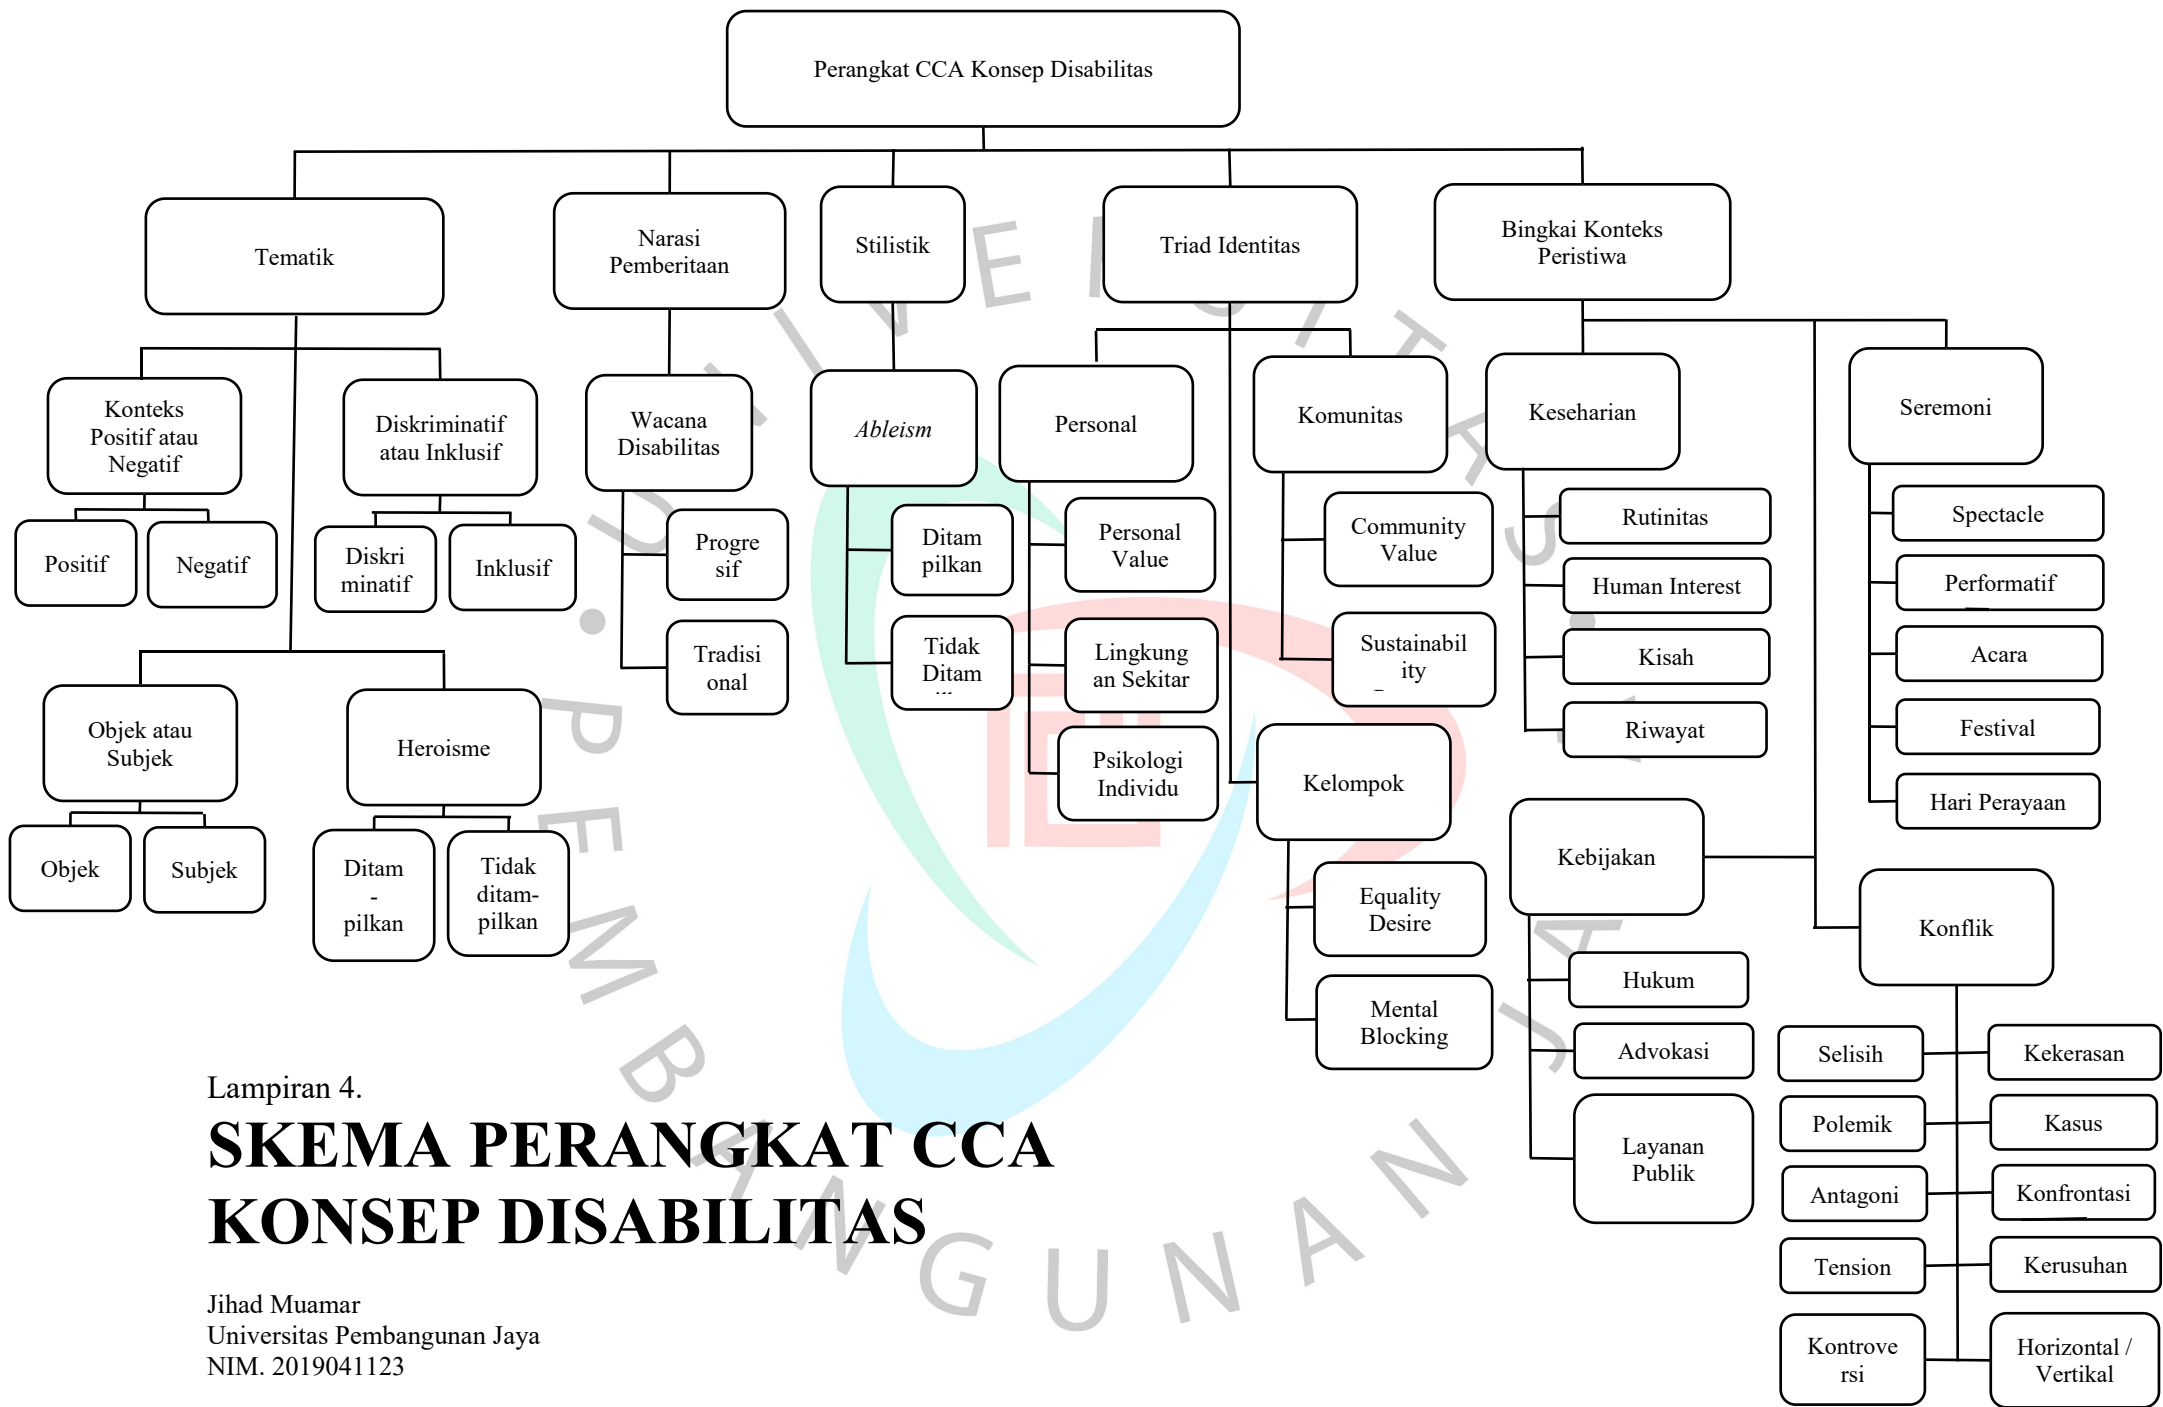 Perangkat CCA Konsep Disabilitas
Tematik
Narasi
Pemberitaan
Stilistik
Triad Identitas
Bingkai Konteks
Peristiwa
Konteks
Positif atau
Negatif
Diskriminatif
atau Inklusif
Wacana
Disabilitas
Ableism
Personal
Komunitas
Keseharian
Seremoni
Positif
Negatif
Diskri
minatif
Inklusif
Progre
sif
Tradisi
onal
Ditam
pilkan
Tidak
Ditam
Personal
Value
Lingkung
an Sekitar
Psikologi
Individu
Community
Value
Sustainabil
ity
Rutinitas
Human Interest
Kisah
Riwayat
Spectacle
Performatif
Acara
Festival
Hari Perayaan
Objek atau
Subjek
Heroisme
Objek
Subjek
Ditam
-
pilkan
Tidak
ditam-
pilkan
Kelompok
Equality
Desire
Mental
Blocking
Kebijakan
Hukum
Advokasi
Layanan
Publik
Konflik
Selisih
Kekerasan
Polemik
Kasus
Antagoni
Konfrontasi
Tension
Kerusuhan
Kontrove
rsi
Horizontal /
Vertikal
Lampiran 4.
SKEMA PERANGKAT CCA
KONSEP DISABILITAS
Jihad Muamar
Universitas Pembangunan Jaya
NIM. 2019041123